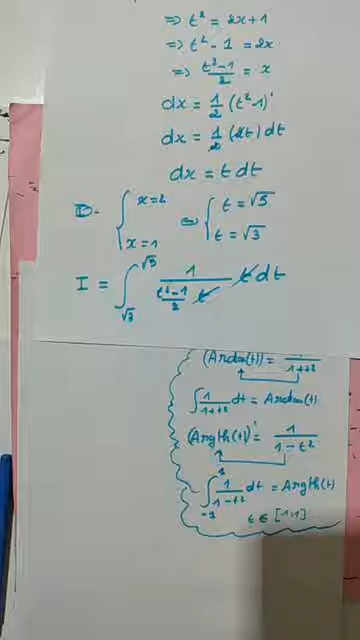 => t² = 2x+1
=> t² - 1 = 2x
=> t²-1/2 = x
dx = 1/2 (t²-1)'
dx = 1/2 (2t) dt
dx = t dt
D. { x=2 ⇔ { t = √5
x=1 t = √3
I = ∫_√3^√5 1/(t²-1/2 t) t dt
(Arctan(t))' = 1/1+t²
∫ 1/1+t² dt = Arctan(t)
(Argth(t))' = 1/1-t²
∫_-1^1 1/1-t² dt = Argth(t)
t ∈ [-1,1]